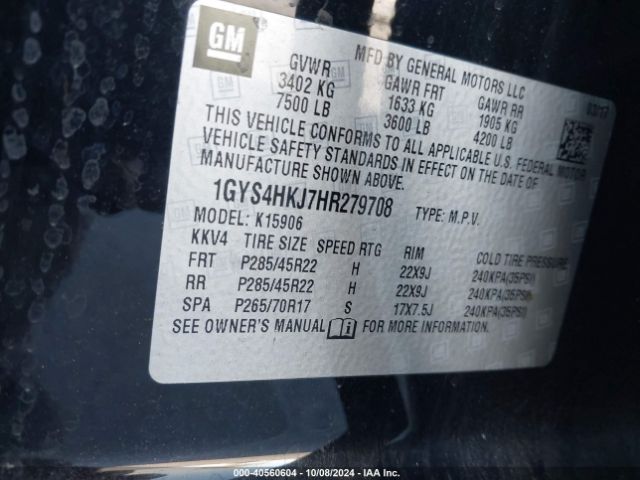 GM
MFD BY GENERAL MOTORS LLC
03/17
GVWR GAWR FRT GAWR RR
3402 KG 1633 KG 1905 KG
7500 LB 3600 LB 4200 LB
THIS VEHICLE CONFORMS TO ALL APPLICABLE U.S. FEDERAL MOTOR
VEHICLE SAFETY STANDARDS IN EFFECT ON THE DATE OF
MANUFACTURE SHOWN ABOVE.
1GYS4HKJ7HR279708 TYPE: M.P.V.
MODEL: K15906
KKV4 TIRE SIZE SPEED RTG RIM COLD TIRE PRESSURE
FRT P285/45R22 H 22X9J 240KPA(35PSI)
RR P285/45R22 H 22X9J 240KPA(35PSI)
SPA P265/70R17 S 17X7.5J 240KPA(35PSI)
SEE OWNER'S MANUAL FOR MORE INFORMATION.
000-40560604 | 10/08/2024 | IAA Inc.